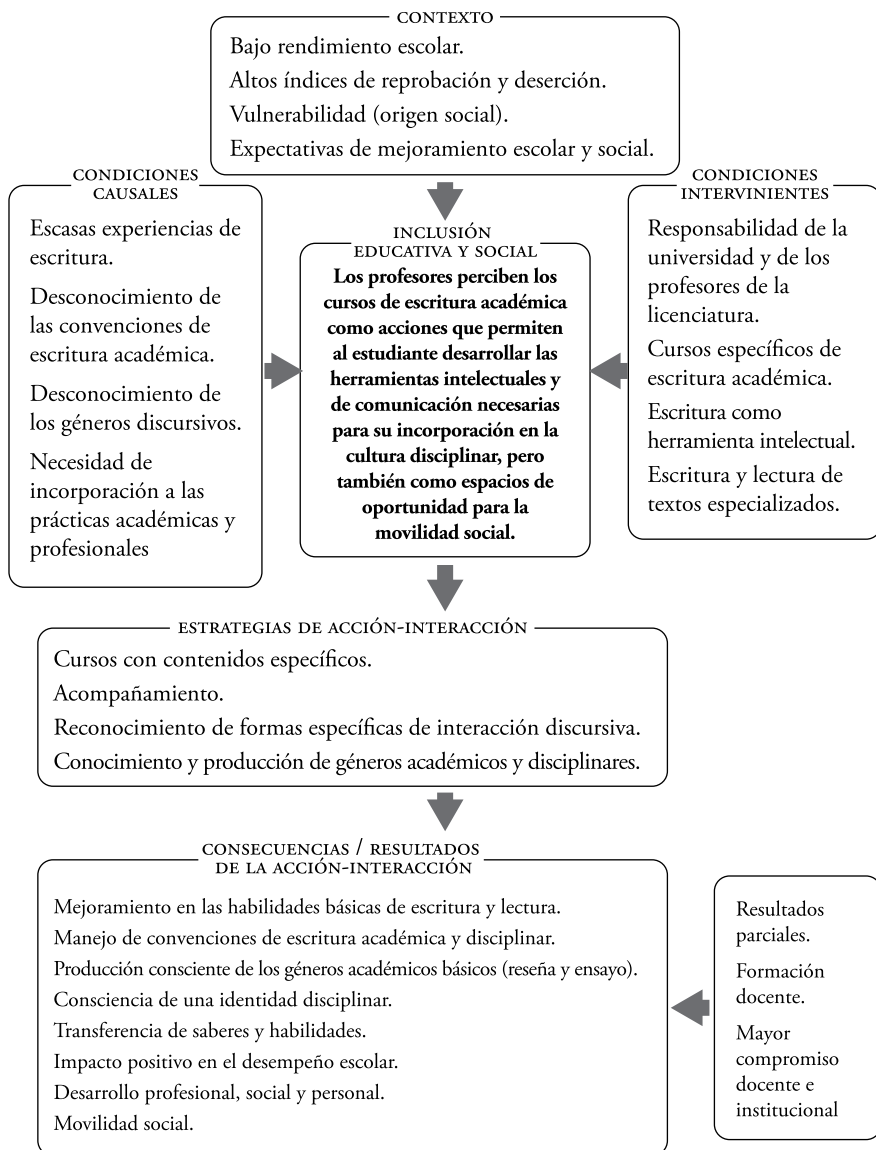 CONTEXTO
Bajo rendimiento escolar.
Altos índices de reprobación y deserción.
Vulnerabilidad (origen social).
Expectativas de mejoramiento escolar y social.
CONDICIONES
CAUSALES
Escasas experiencias de
escritura.
Desconocimiento de
las convenciones de
escritura académica.
Desconocimiento de
los géneros discursivos.
Necesidad de
incorporación a las
prácticas académicas y
profesionales
INCLUSIÓN
EDUCATIVA Y SOCIAL
Los profesores perciben los
cursos de escritura académica
como acciones que permiten
al estudiante desarrollar las
herramientas intelectuales y
de comunicación necesarias
para su incorporación en la
cultura disciplinar, pero
también como espacios de
oportunidad para la
movilidad social.
CONDICIONES
INTERVINIENTES
Responsabilidad de la
universidad y de los
profesores de la
licenciatura.
Cursos específicos de
escritura académica.
Escritura como
herramienta intelectual.
Escritura y lectura de
textos especializados.
ESTRATEGIAS DE ACCIÓN-INTERACCIÓN
Cursos con contenidos específicos.
Acompañamiento.
Reconocimiento de formas específicas de interacción discursiva.
Conocimiento y producción de géneros académicos y disciplinares.
CONSECUENCIAS / RESULTADOS
DE LA ACCIÓN-INTERACCIÓN
Mejoramiento en las habilidades básicas de escritura y lectura.
Manejo de convenciones de escritura académica y disciplinar.
Producción consciente de los géneros académicos básicos (reseña y ensayo).
Consciencia de una identidad disciplinar.
Transferencia de saberes y habilidades.
Impacto positivo en el desempeño escolar.
Desarrollo profesional, social y personal.
Movilidad social.
Resultados
parciales.
Formación
docente.
Mayor
compromiso
docente e
institucional